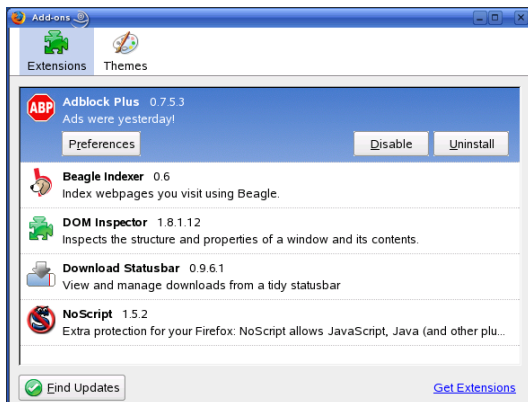 Add-ons
Extensions Themes
ABP
Adblock Plus 0.7.5.3
Ads were yesterday!
Preferences Disable Uninstall
Beagle Indexer 0.6
Index webpages you visit using Beagle.
DOM Inspector 1.8.1.12
Inspects the structure and properties of a window and its contents.
Download Statusbar 0.9.6.1
View and manage downloads from a tidy statusbar
NoScript 1.5.2
Extra protection for your Firefox: NoScript allows JavaScript, Java (and other plu...
Find Updates Get Extensions